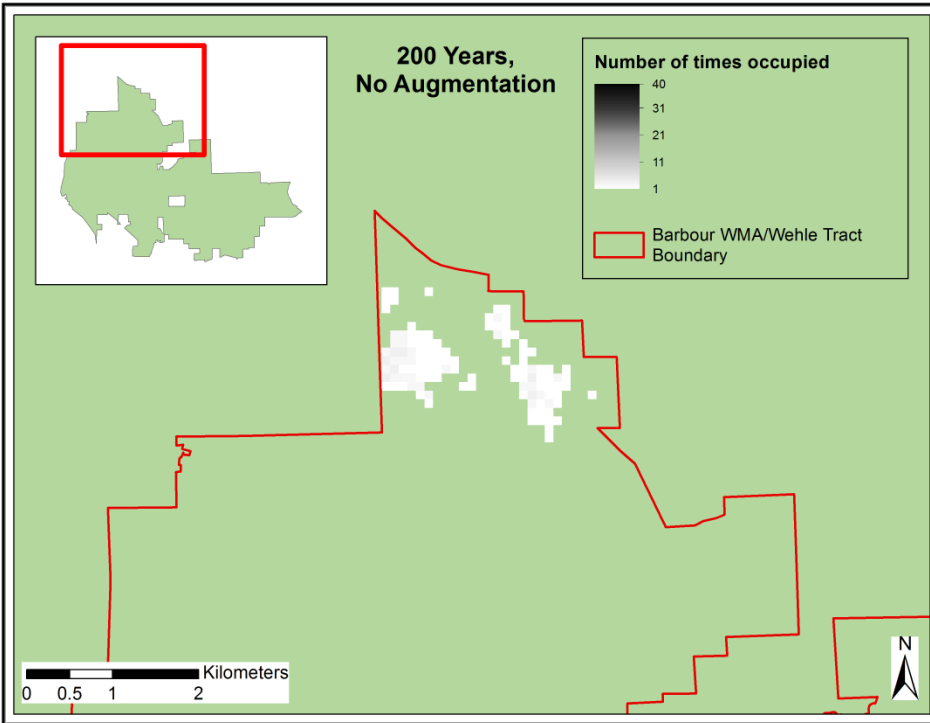 200 Years,
No Augmentation
Number of times occupied
40
31
21
11
1
Barbour WMA/Wehle Tract
Boundary
Kilometers
0 0.5 1 2
N